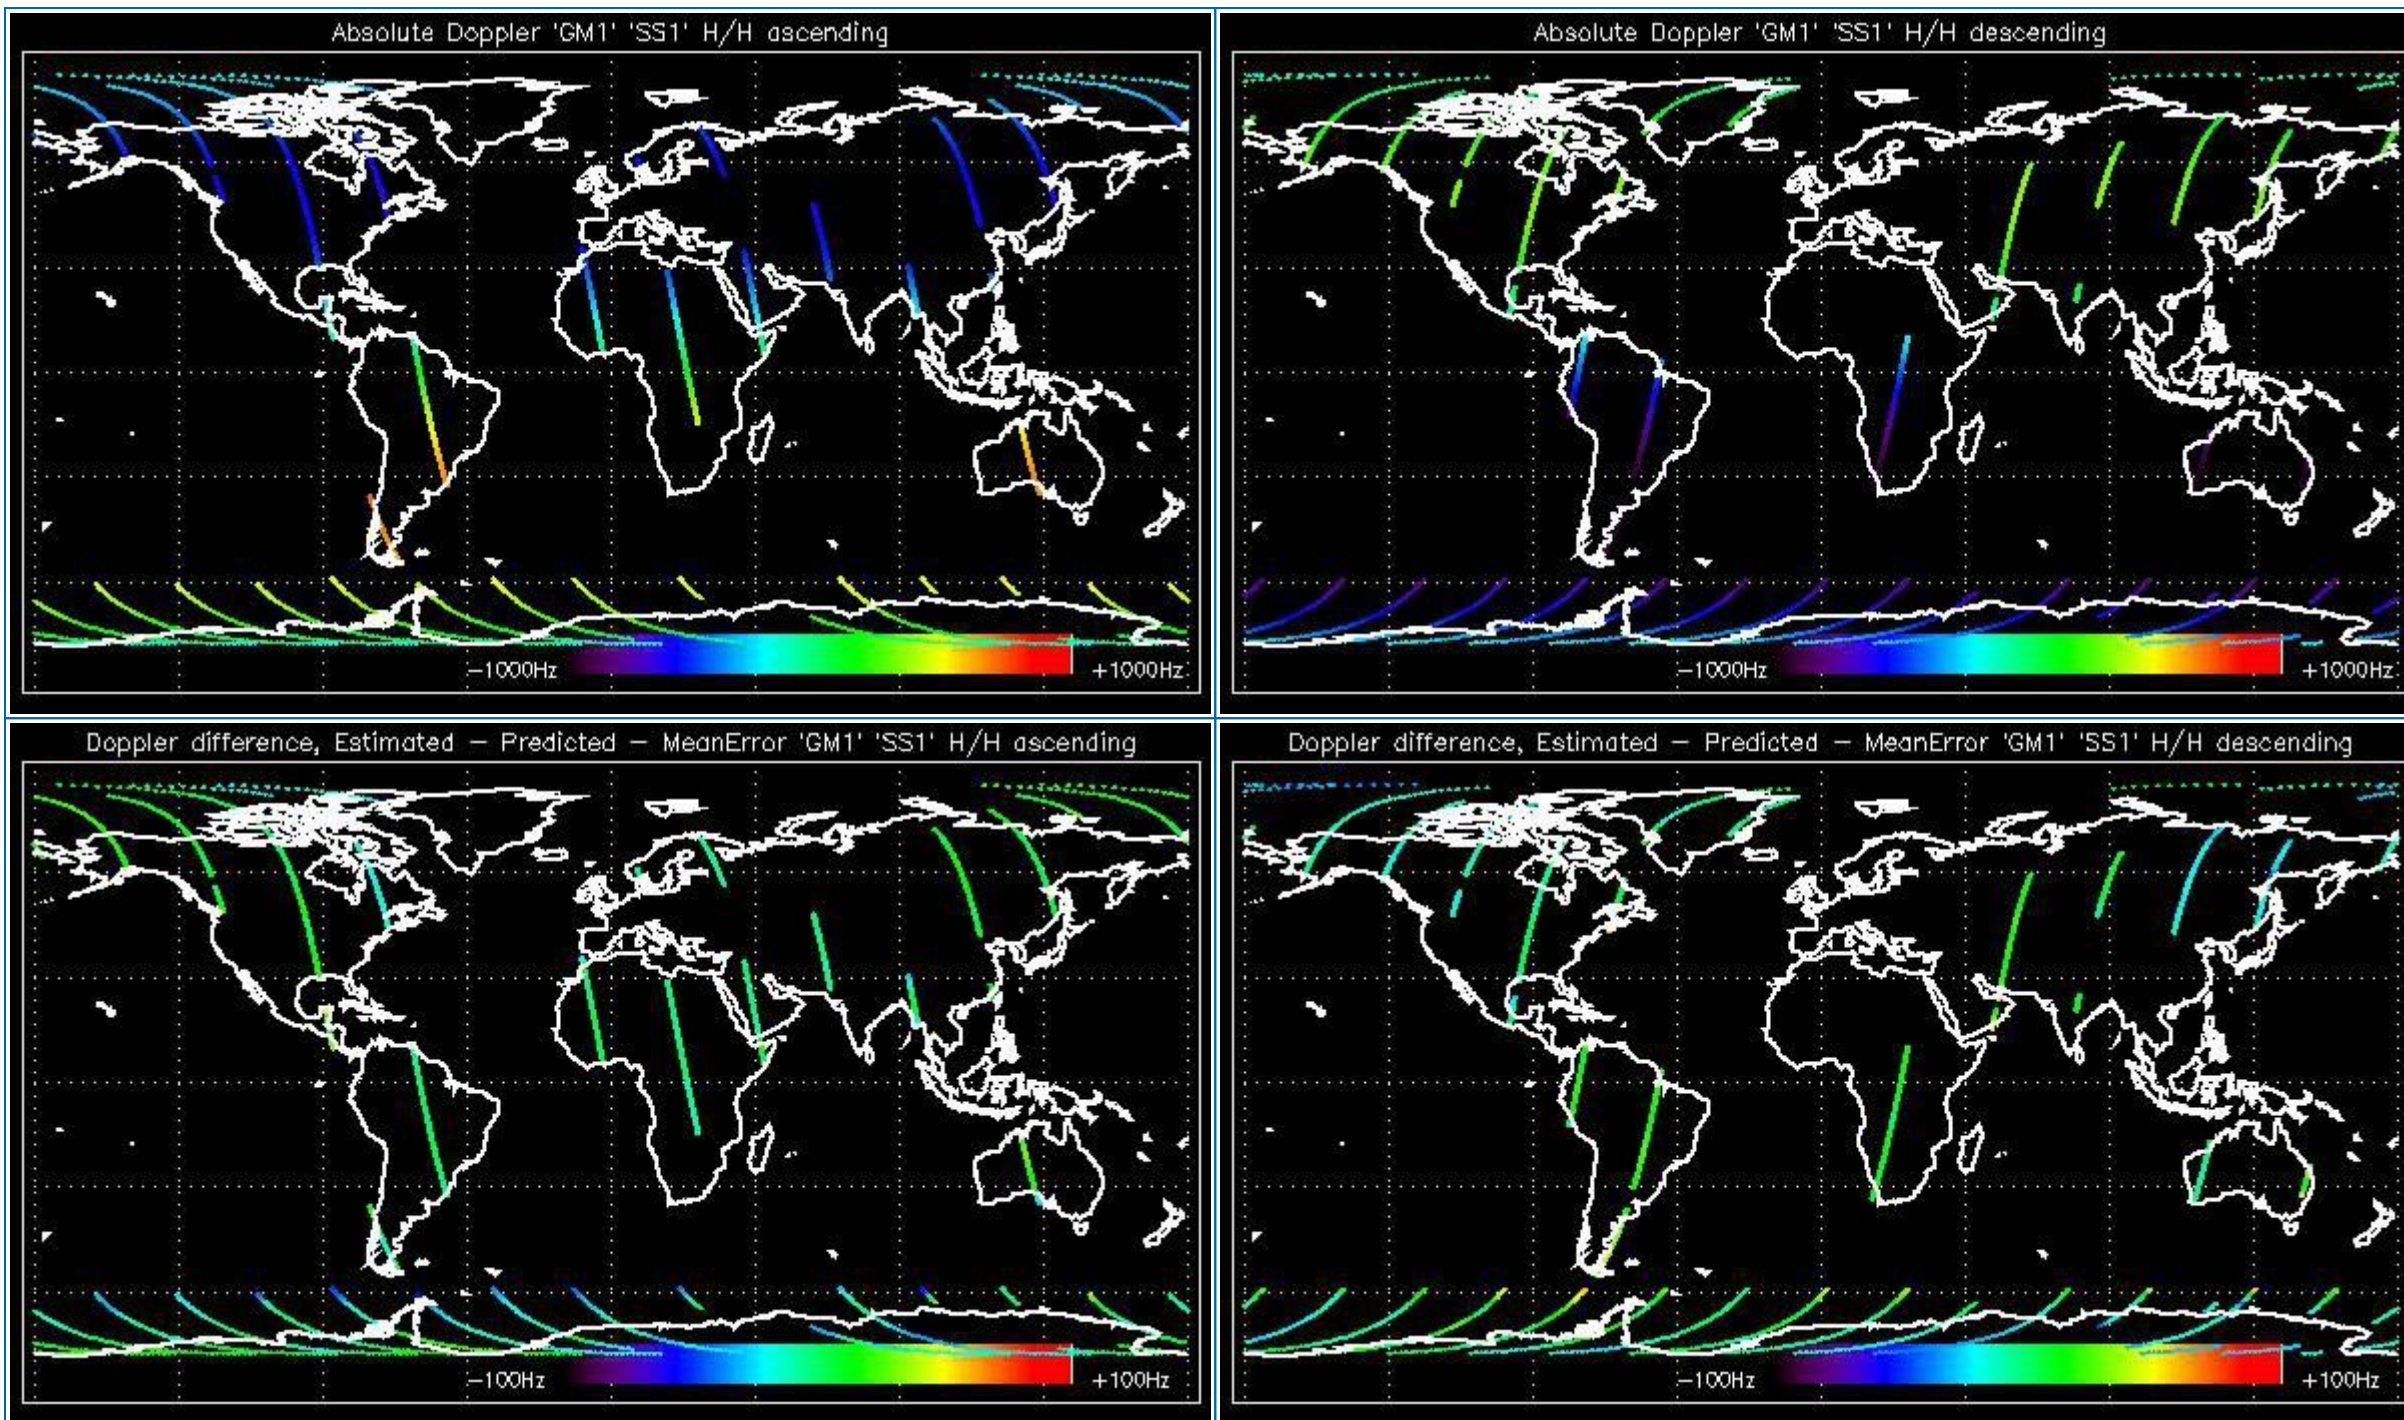 Absolute Doppler 'GM1' 'SS1' H/H ascending
-1000Hz
+1000Hz
Absolute Doppler 'GM1' 'SS1' H/H descending
-1000Hz
+1000Hz
Doppler difference, Estimated - Predicted - MeanError 'GM1' 'SS1' H/H ascending
-100Hz
+100Hz
Doppler difference, Estimated - Predicted - MeanError 'GM1' 'SS1' H/H descending
-100Hz
+100Hz